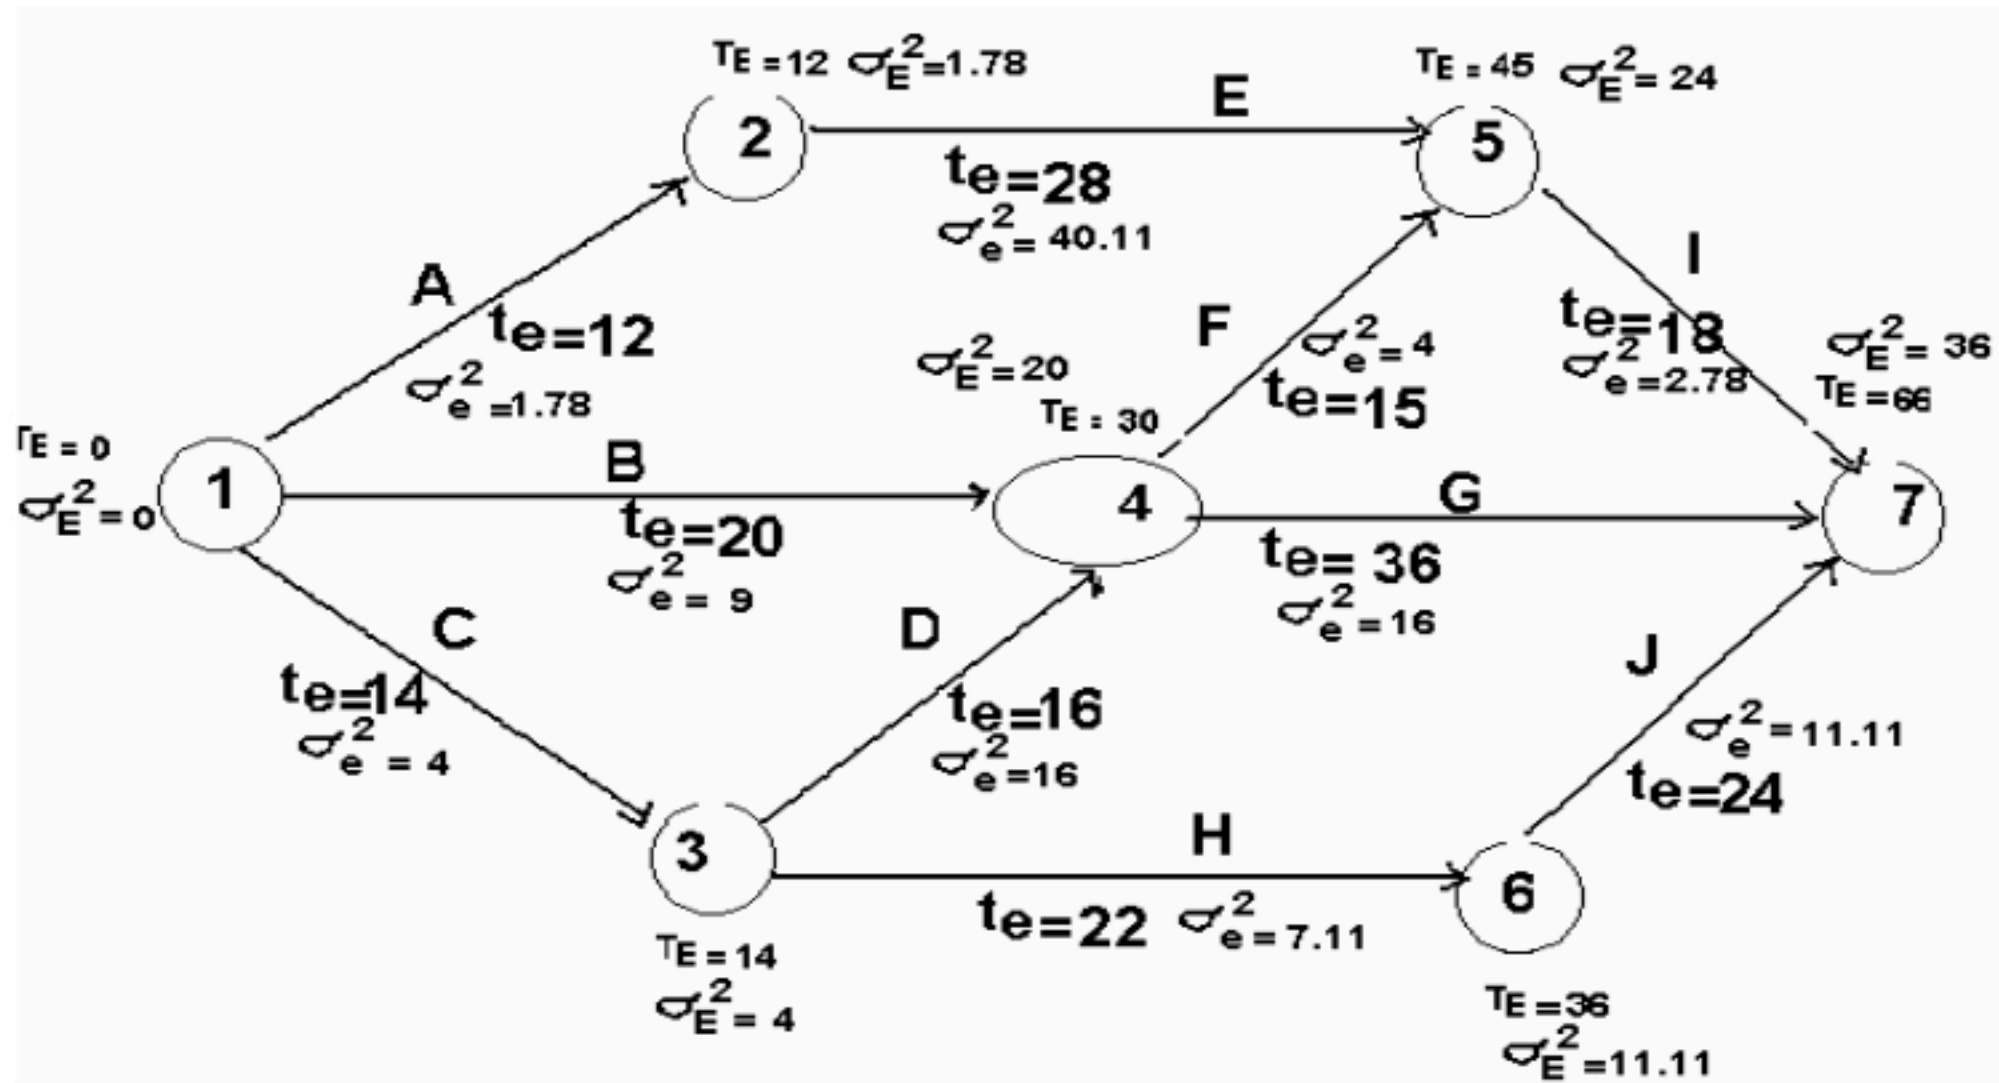 TE = 12 σE² = 1.78
TE = 45 σE² = 24
E
2
5
te=28
σe² = 40.11
A
te=12
σe² = 1.78
I
te=18
σe² = 2.78
σE² = 36
TE = 66
F
σe² = 4
te=15
σE² = 20
TE = 30
TE = 0
σE² = 0
1
B
te=20
σe² = 9
4
G
te= 36
σe² = 16
7
C
te=14
σe² = 4
D
te=16
σe² = 16
J
σe² = 11.11
te=24
3
H
te=22 σe² = 7.11
6
TE = 14
σE² = 4
TE = 36
σE² = 11.11